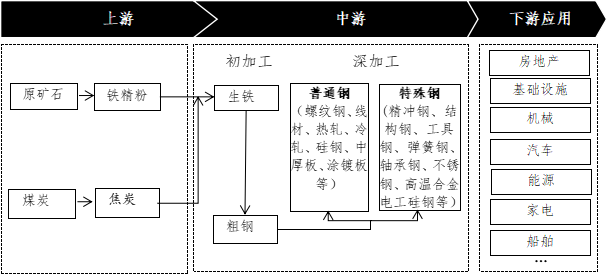 上游
中游
下游应用
初加工
深加工
原矿石
铁精粉
煤炭
焦炭
生铁
粗钢
普通钢
（螺纹钢、线
材、热轧、冷
轧、硅钢、中
厚板、涂镀板
等）
特殊钢
(精冲钢、结
构钢、工具
钢、弹簧钢、
轴承钢、不锈
钢、高温合金
电工硅钢等）
房地产
基础设施
机械
汽车
能源
家电
船舶
…